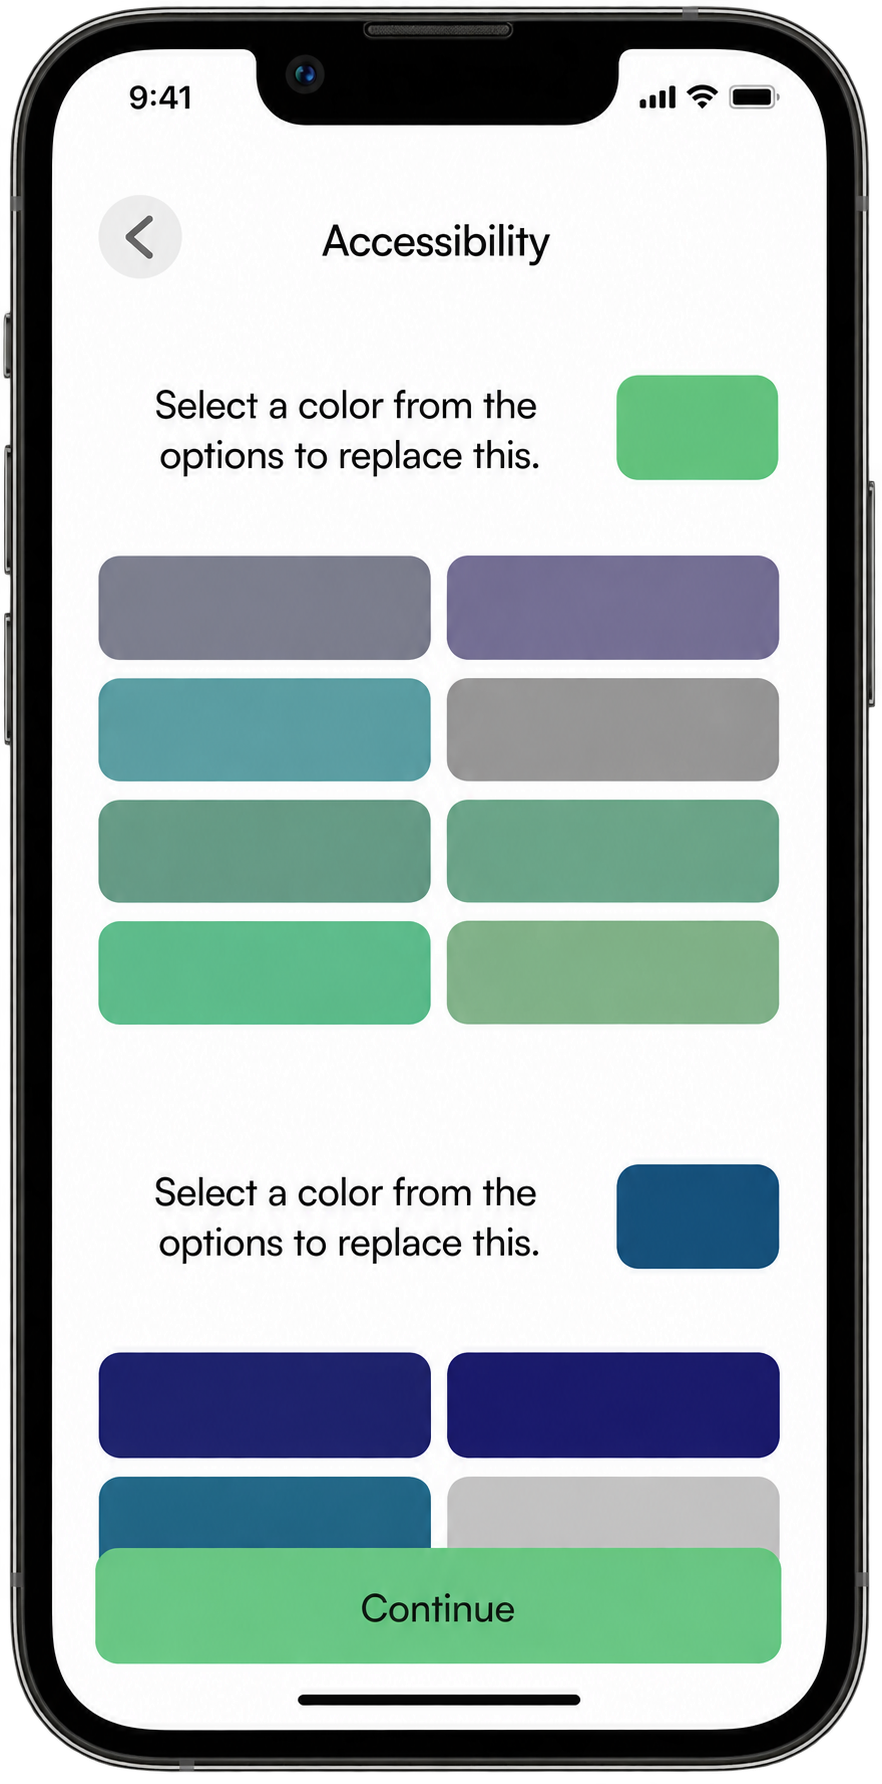 9:41
Accessibility
Select a color from the
options to replace this.
Select a color from the
options to replace this.
Continue